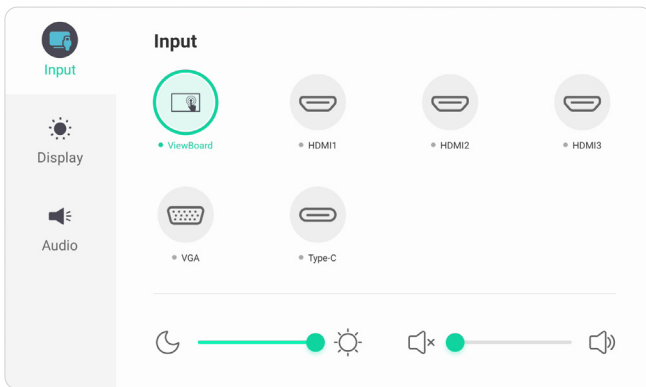 Input
Display
Audio
Input
ViewBoard
HDMI1
HDMI2
HDMI3
VGA
Type-C